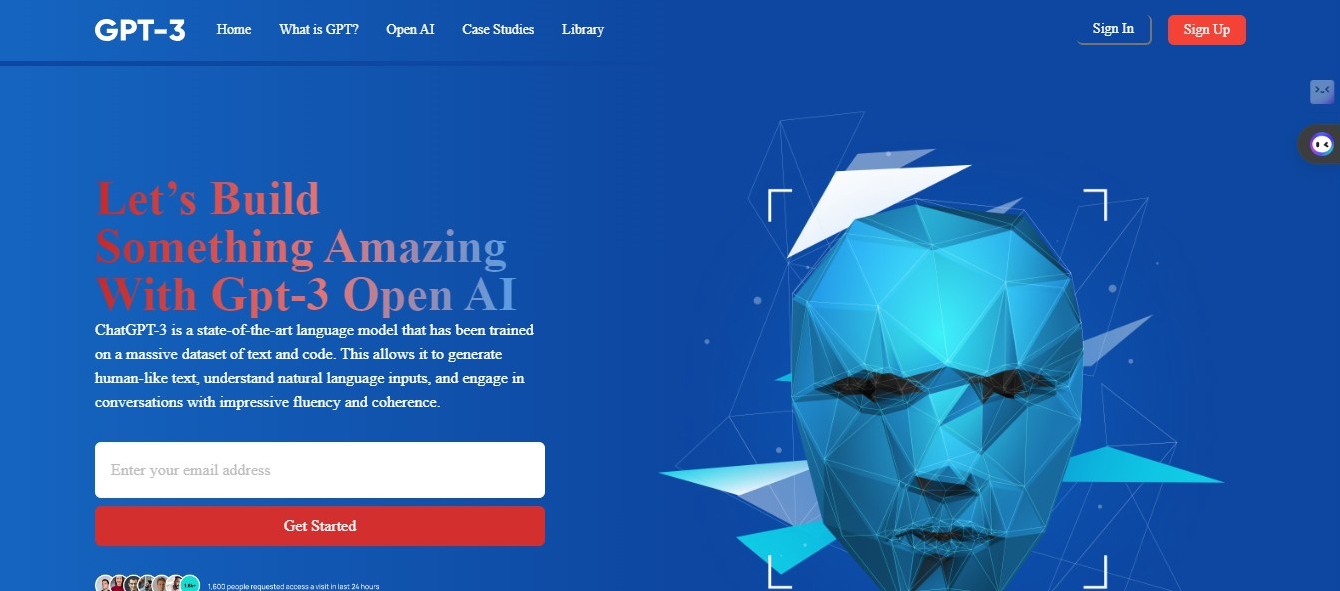 GPT-3
Home
What is GPT?
Open AI
Case Studies
Library
Sign In
Sign Up
Let’s Build
Something Amazing
With Gpt-3 Open AI
ChatGPT-3 is a state-of-the-art language model that has been trained
on a massive dataset of text and code. This allows it to generate
human-like text, understand natural language inputs, and engage in
conversations with impressive fluency and coherence.
Enter your email address
Get Started
1,600 people requested access a visit in last 24 hours